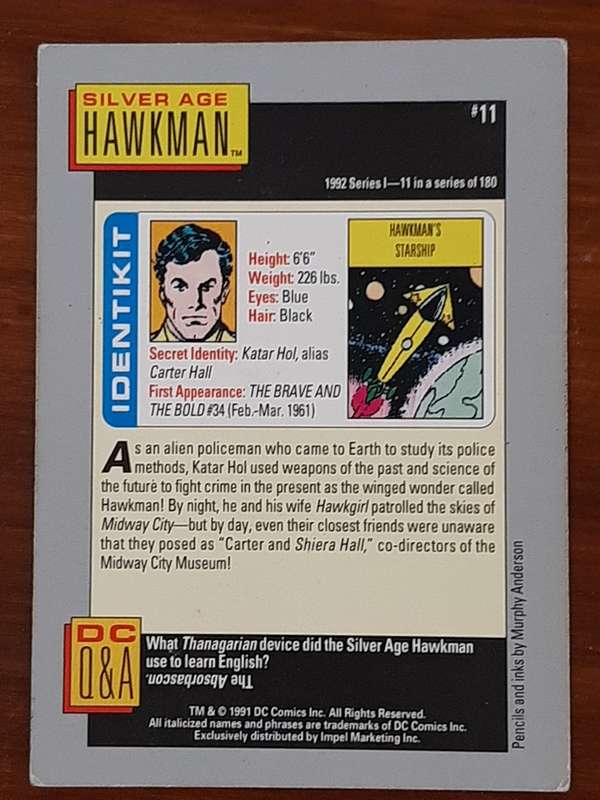 SILVER AGE
HAWKMAN™
#11
1992 Series I—11 in a series of 180
IDENTIKIT
Height: 6'6"
Weight: 226 lbs.
Eyes: Blue
Hair: Black
Secret Identity: Katar Hol, alias
Carter Hall
First Appearance: THE BRAVE AND
THE BOLD #34 (Feb.-Mar. 1961)
HAWKMAN'S
STARSHIP
As an alien policeman who came to Earth to study its police
methods, Katar Hol used weapons of the past and science of
the future to fight crime in the present as the winged wonder called
Hawkman! By night, he and his wife Hawkgirl patrolled the skies of
Midway City—but by day, even their closest friends were unaware
that they posed as "Carter and Shiera Hall," co-directors of the
Midway City Museum!
Pencils and inks by Murphy Anderson
DC
Q&A
What Thanagarian device did the Silver Age Hawkman
use to learn English?
The Absorbascon.
TM & © 1991 DC Comics Inc. All Rights Reserved.
All italicized names and phrases are trademarks of DC Comics Inc.
Exclusively distributed by Impel Marketing Inc.